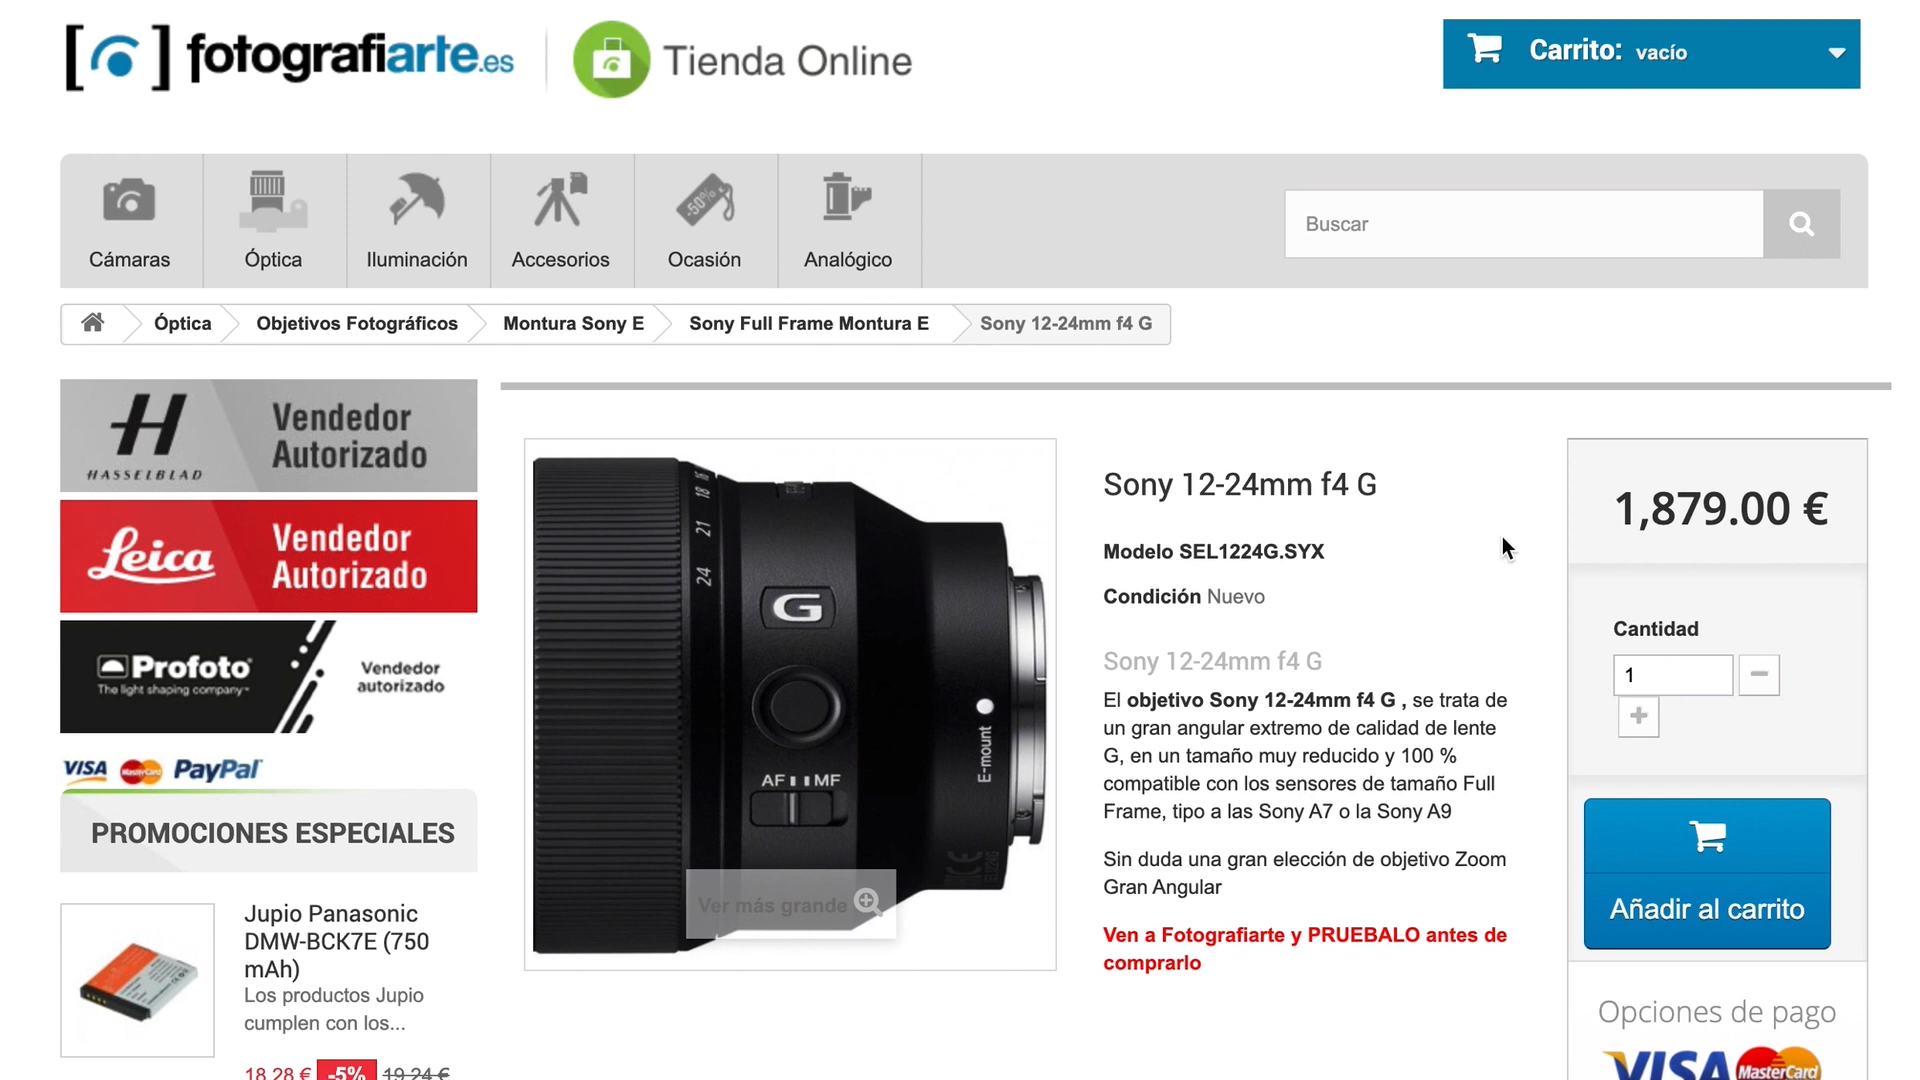 fotografiarte.es
Tienda Online
Carrito: vacío
Cámaras
Óptica
Iluminación
Accesorios
-50%
Ocasión
Analógico
Buscar
Óptica
Objetivos Fotográficos
Montura Sony E
Sony Full Frame Montura E
Sony 12-24mm f4 G
H
HASSELBLAD
Vendedor
Autorizado
Leica
Vendedor
Autorizado
Profoto
The light shaping company™
Vendedor
autorizado
VISA MasterCard PayPal
PROMOCIONES ESPECIALES
Jupio Panasonic
DMW-BCK7E (750
mAh)
Los productos Jupio
cumplen con los...
18,28 € -5% 19,24 €
18
21
24
G
AF MF
E-mount
Ver más grande
Sony 12-24mm f4 G
Modelo SEL1224G.SYX
Condición Nuevo
Sony 12-24mm f4 G
El objetivo Sony 12-24mm f4 G , se trata de
un gran angular extremo de calidad de lente
G, en un tamaño muy reducido y 100 %
compatible con los sensores de tamaño Full
Frame, tipo a las Sony A7 o la Sony A9
Sin duda una gran elección de objetivo Zoom
Gran Angular
Ven a Fotografiarte y PRUEBALO antes de
comprarlo
1,879.00 €
Cantidad
1
Añadir al carrito
Opciones de pago
VISA MasterCard